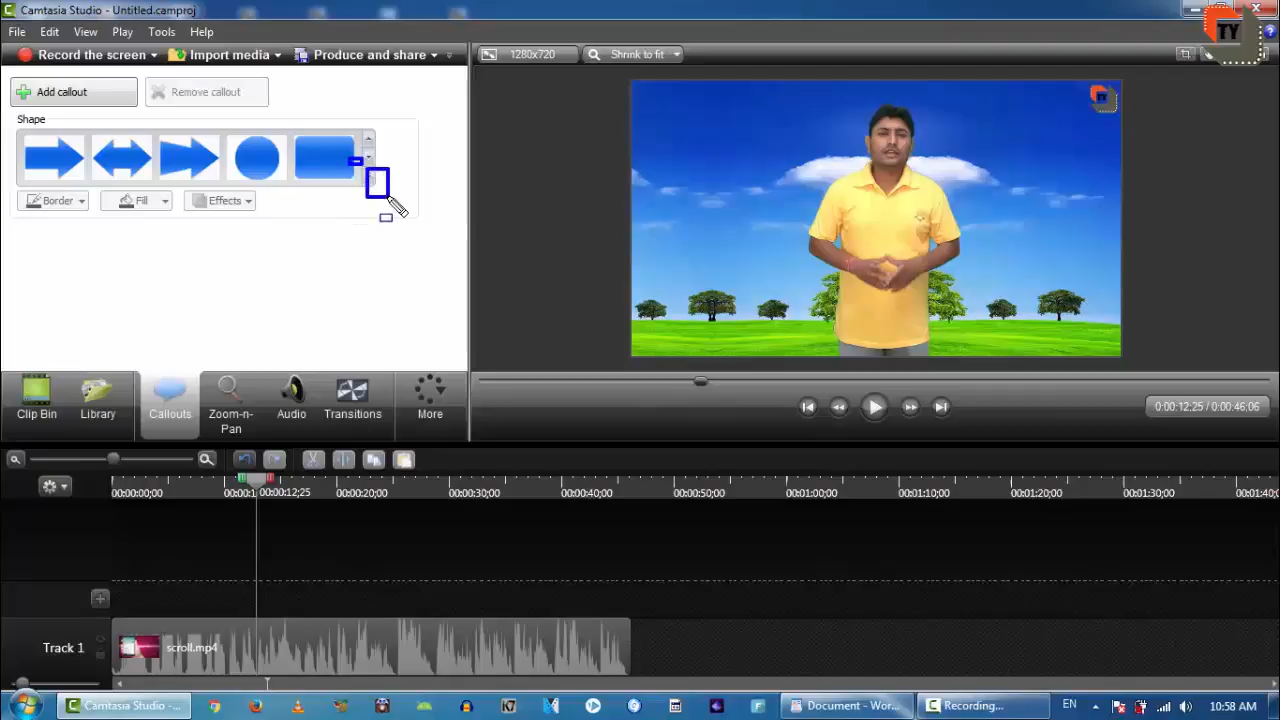 Camtasia Studio - Untitled.camproj
File Edit View Play Tools Help
Record the screen Import media Produce and share
1280x720 Shrink to fit
TY
Add callout Remove callout
Shape
Border Fill Effects
Clip Bin Library Callouts Zoom-n-Pan Audio Transitions More
0:00:12;25 / 0:00:46;06
00:00:00;00 00:00:1 00:00:12;25 00:00:20;00 00:00:30;00 00:00:40;00 00:00:50;00 00:01:00;00 00:01:10;00 00:01:20;00 00:01:30;00 00:01:40;0
Track 1 scroll.mp4
Camtasia Studio -... K7 Document - Wor... Recording... EN 10:58 AM